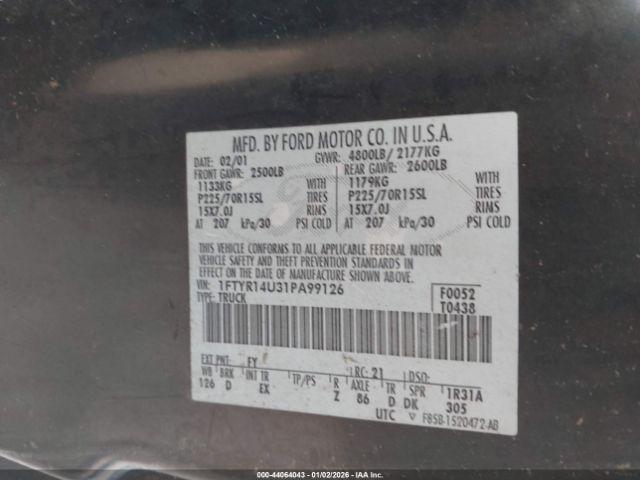 MFD. BY FORD MOTOR CO. IN U.S.A.
DATE: 02/01 GVWR: 4800LB/ 2177KG
FRONT GAWR: 2500LB REAR GAWR: 2600LB
1133KG WITH 1179KG WITH
P225/70R15SL TIRES P225/70R15SL TIRES
15X7.0J RIMS 15X7.0J RIMS
AT 207 kPa/30 PSI COLD AT 207 kPa/30 PSI COLD
THIS VEHICLE CONFORMS TO ALL APPLICABLE FEDERAL MOTOR
VEHICLE SAFETY AND THEFT PREVENTION STANDARDS IN
EFFECT ON THE DATE OF MANUFACTURE SHOWN ABOVE.
VIN: 1FTYR14U31PA99126 F0052
TYPE: TRUCK T0438
EXT PNT: FY RC: 21 DSO:
WB BRK INT TR TP/PS R AXLE TR SPR 1R31A
126 D EX Z 86 D DK 305
UTC F85B-1520472-AB
000-44064043 - 01/02/2026 - IAA Inc.